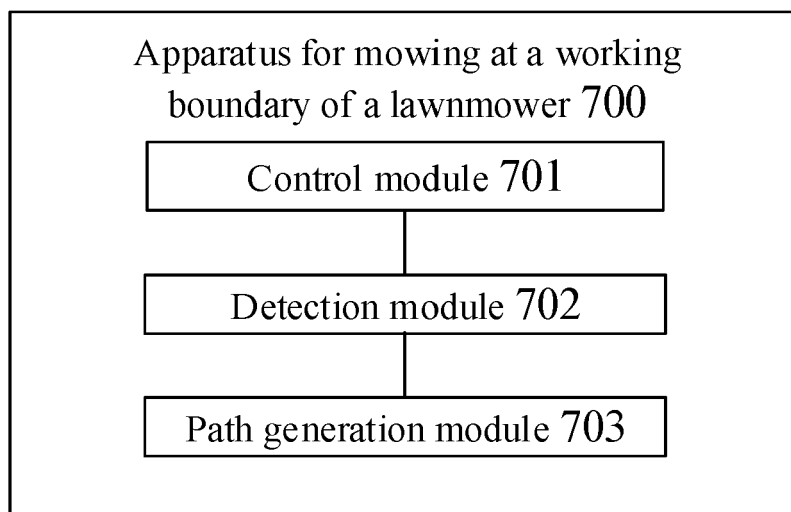 Apparatus for mowing at a working
boundary of a lawnmower 700
Control module 701
Detection module 702
Path generation module 703